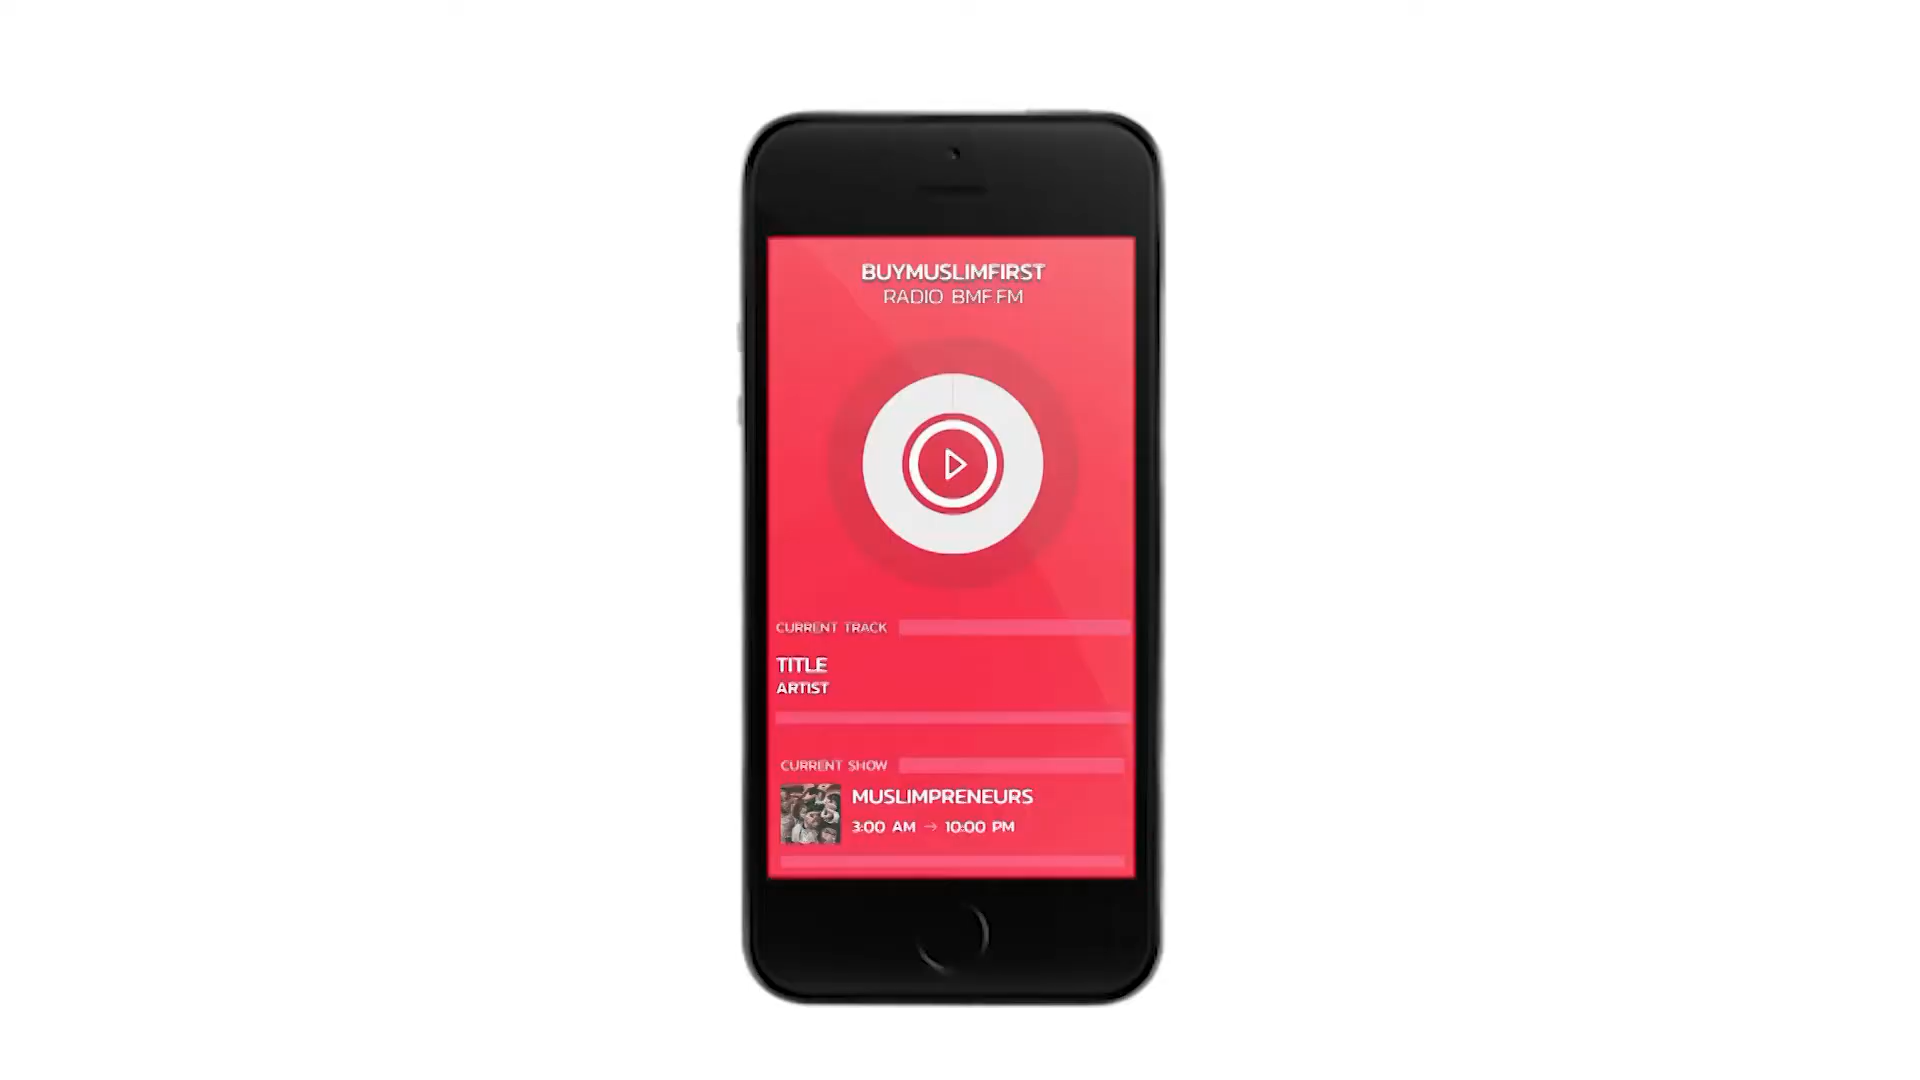 BUYMUSLIMFIRST
RADIO BMF.FM
CURRENT TRACK
TITLE
ARTIST
CURRENT SHOW
MUSLIMPRENEURS
3:00 AM → 10:00 PM